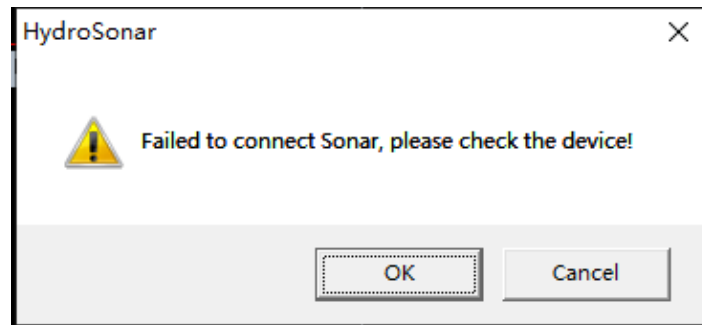 HydroSonar
Failed to connect Sonar, please check the device!
OK
Cancel